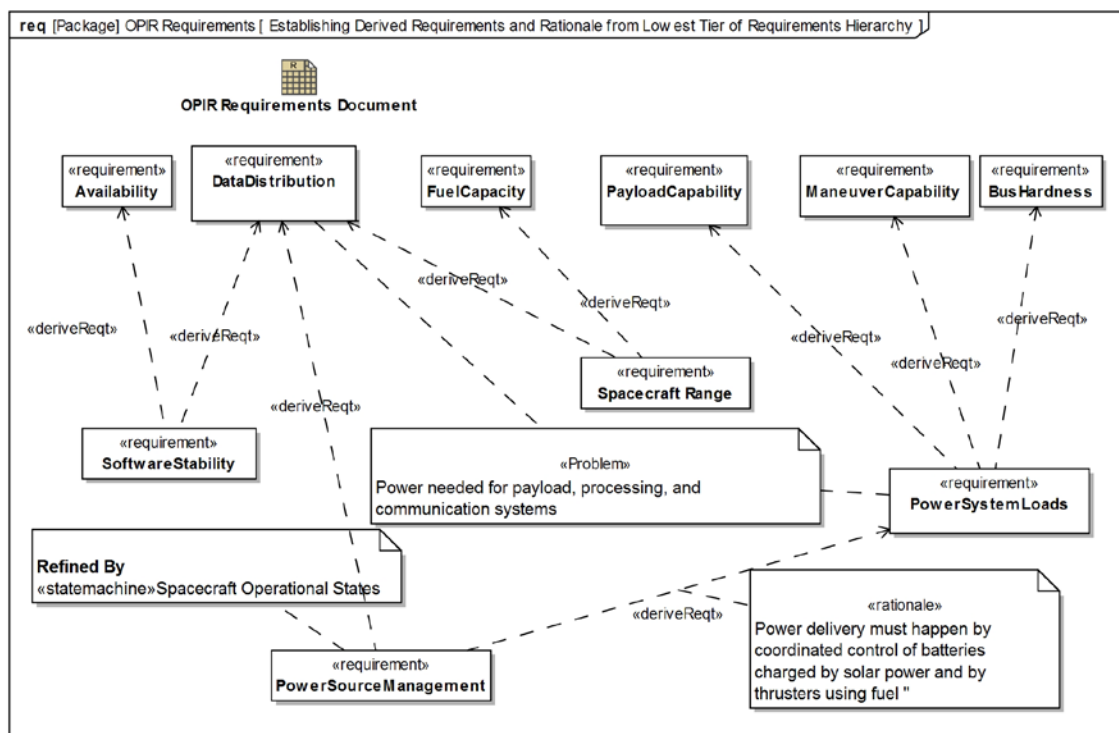 req [Package] OPIR Requirements [ Establishing Derived Requirements and Rationale from Lowest Tier of Requirements Hierarchy ]
R
OPIR Requirements Document
«requirement»
Availability
«requirement»
DataDistribution
«requirement»
FuelCapacity
«requirement»
PayloadCapability
«requirement»
ManeuverCapability
«requirement»
BusHardness
«deriveReqt»
«deriveReqt»
«deriveReqt»
«deriveReqt»
«deriveReqt»
«deriveReqt»
«deriveReqt»
«deriveReqt»
«requirement»
Spacecraft Range
«requirement»
SoftwareStability
«Problem»
Power needed for payload, processing, and
communication systems
«requirement»
PowerSystemLoads
Refined By
«statemachine»Spacecraft Operational States
«deriveReqt»
«rationale»
Power delivery must happen by
coordinated control of batteries
charged by solar power and by
thrusters using fuel "
«requirement»
PowerSourceManagement